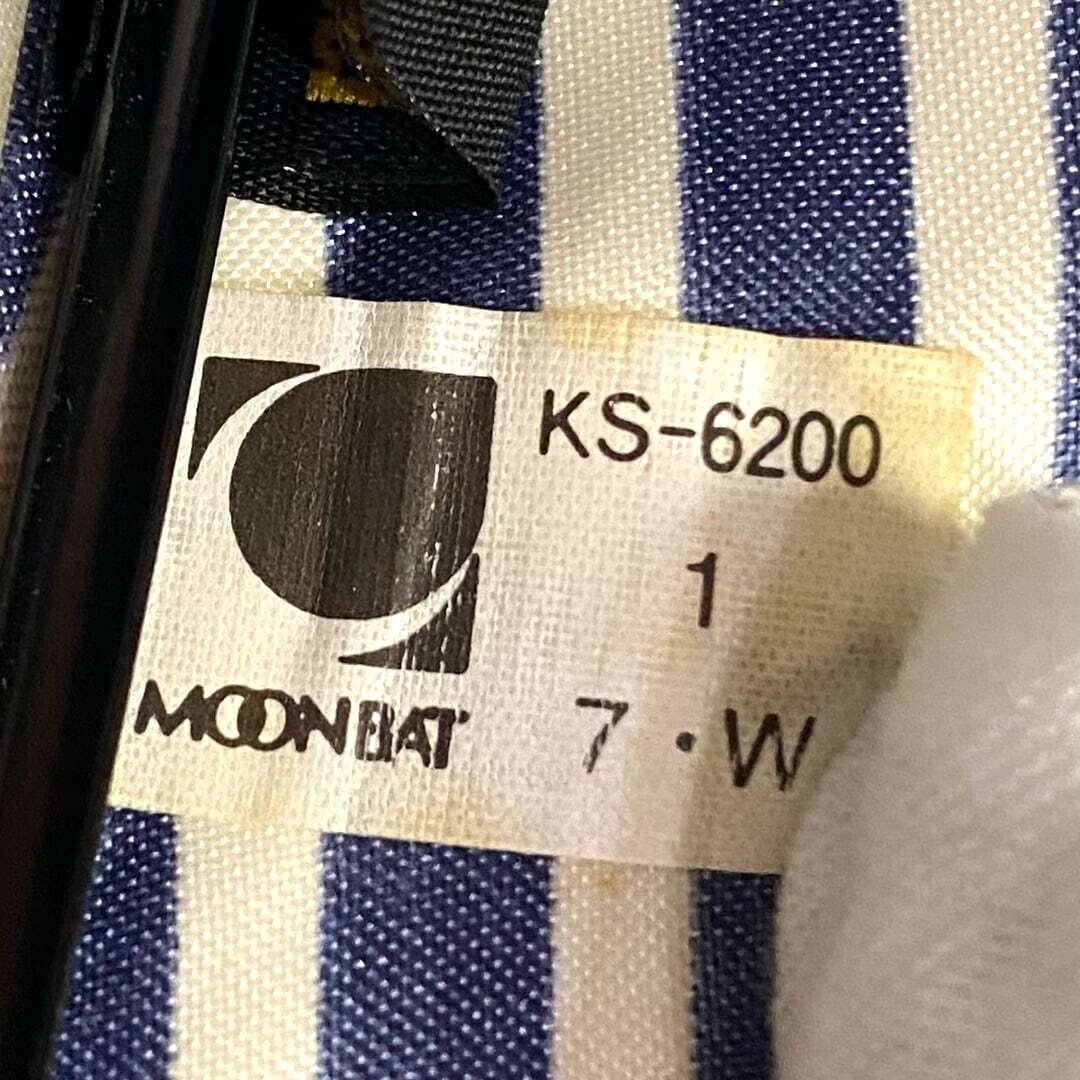 KS-6200
1
7・W
MOONBAT